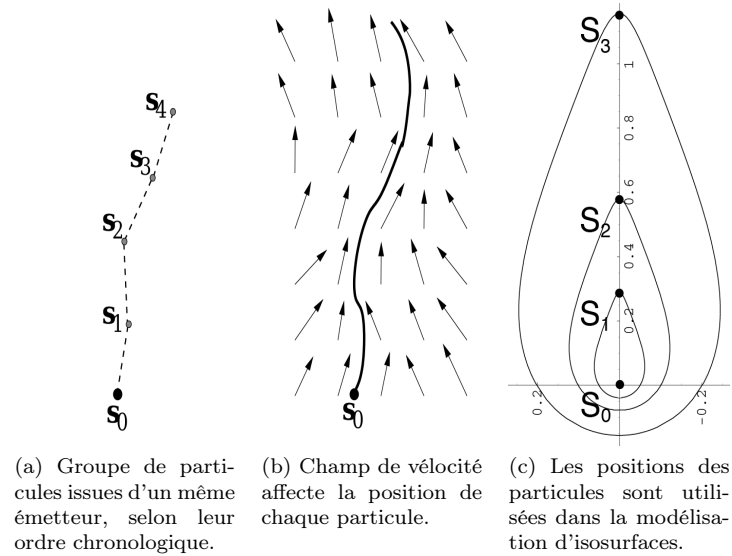 s4
s3
s2
s1
s0
s0
S3
1
0.8
0.6
S2
0.4
S1
0.2
S0
0.2
-0.2
(a) Groupe de parti-
cules issues d'un même
émetteur, selon leur
ordre chronologique.
(b) Champ de vélocité
affecte la position de
chaque particule.
(c) Les positions des
particules sont utili-
sées dans la modélisa-
tion d'isosurfaces.